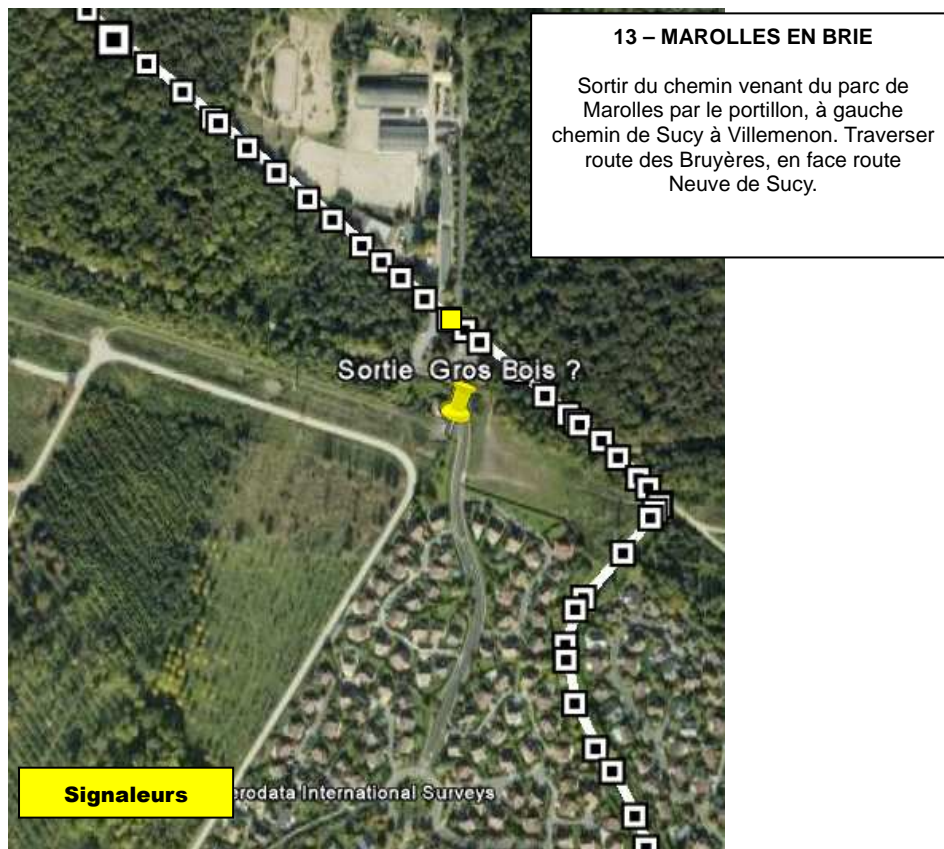 13 – MAROLLES EN BRIE
Sortir du chemin venant du parc de
Marolles par le portillon, à gauche
chemin de Sucy à Villemenon. Traverser
route des Bruyères, en face route
Neuve de Sucy.
Sortie Gros Bois ?
Signaleurs
erodata International Surveys